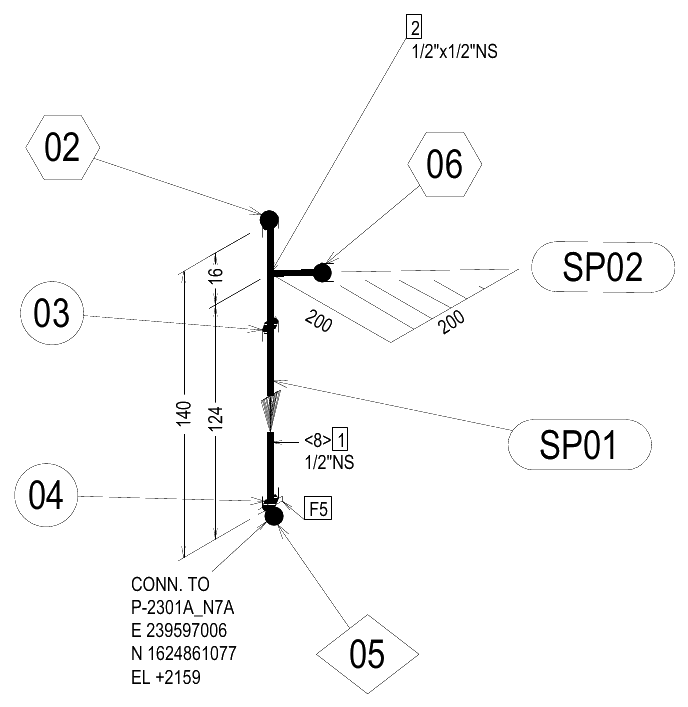 2
1/2"x1/2"NS
02
06
SP02
16
03
200
200
140
124
<8> 1
1/2"NS
SP01
04
F5
CONN. TO
P-2301A_N7A
E 239597006
N 1624861077
EL +2159
05